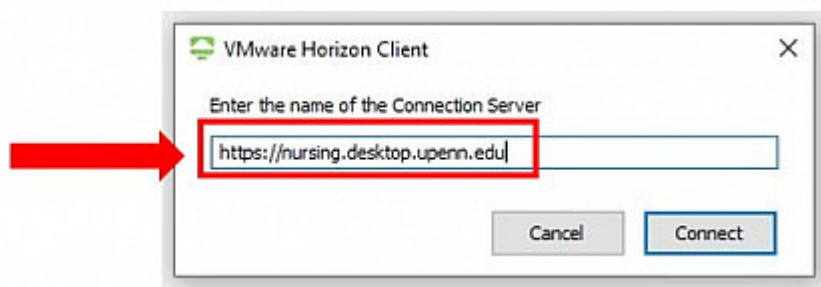 VMware Horizon Client
Enter the name of the Connection Server
https://nursing.desktop.upenn.edu
Cancel Connect